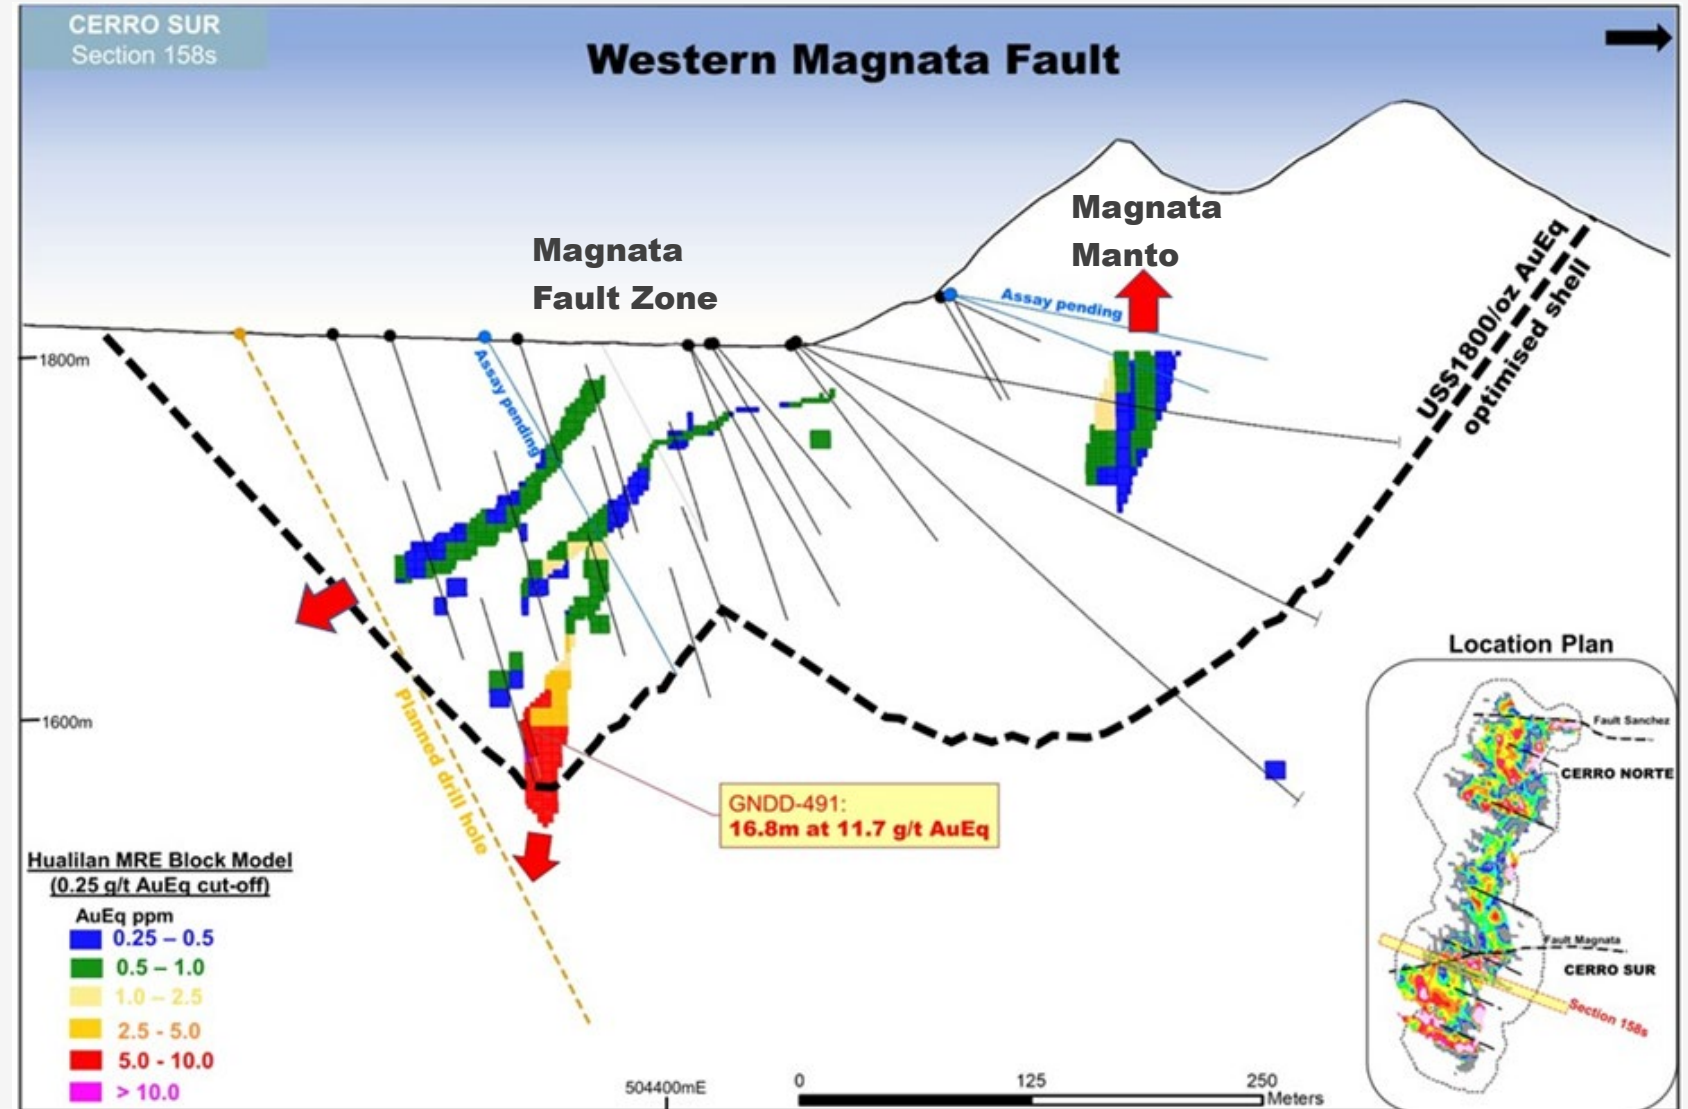 CERRO SUR
Section 158s
Western Magnata Fault
Magnata
Manto
Magnata
Fault Zone
Assay pending
US$1800/oz AuEq
optimised shell
1800m
Assay pending
1600m
Planned drill hole
GNDD-491:
16.8m at 11.7 g/t AuEq
Hualilan MRE Block Model
(0.25 g/t AuEq cut-off)
AuEq ppm
0.25 – 0.5
0.5 – 1.0
1.0 – 2.5
2.5 - 5.0
5.0 - 10.0
> 10.0
504400mE
0 125 250
Meters
Location Plan
Fault Sanchez
CERRO NORTE
Fault Magnata
CERRO SUR
Section 158s